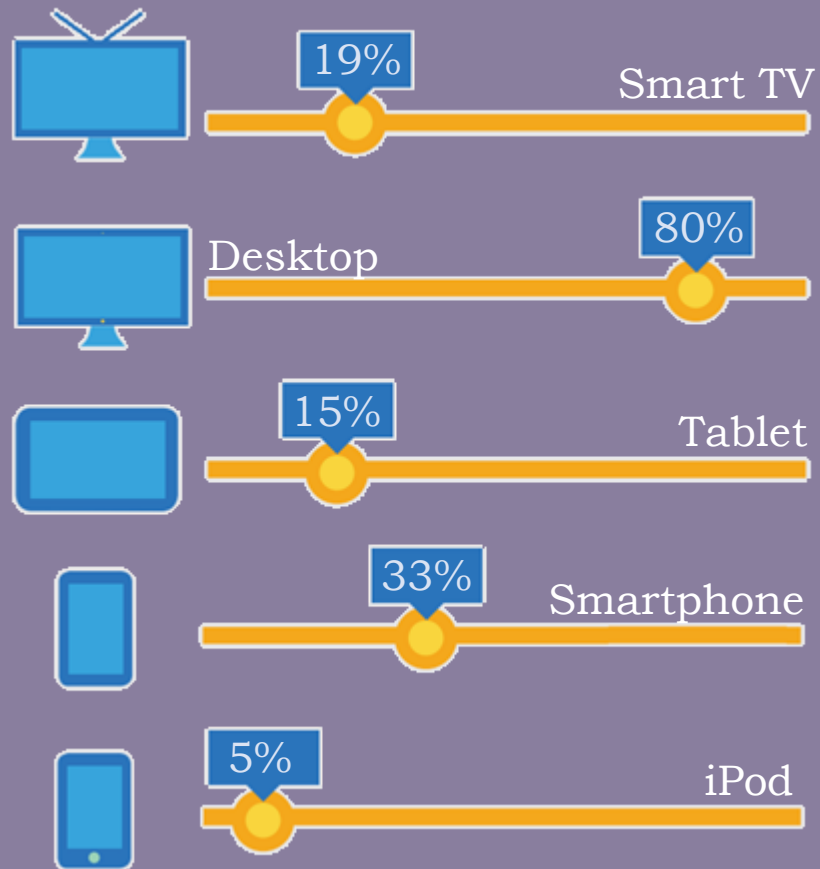 19%
Smart TV
80%
Desktop
15%
Tablet
33%
Smartphone
5%
iPod